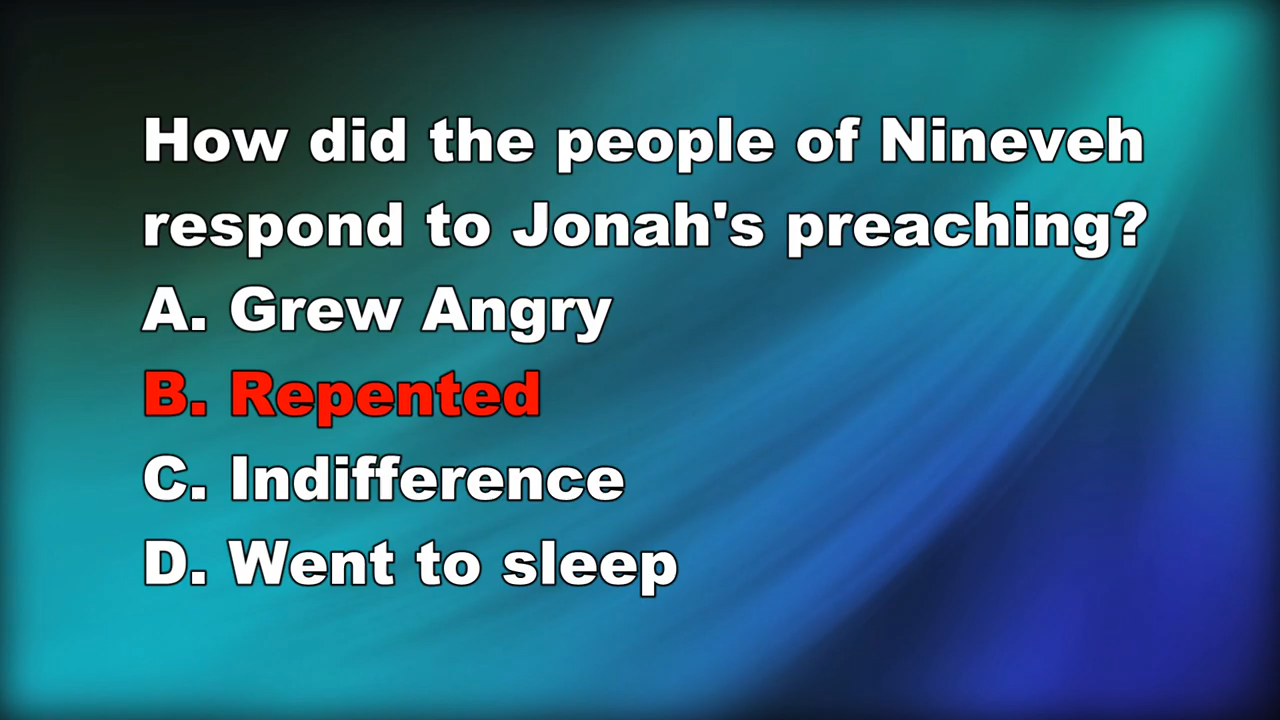 How did the people of Nineveh
respond to Jonah's preaching?
A. Grew Angry
B. Repented
C. Indifference
D. Went to sleep